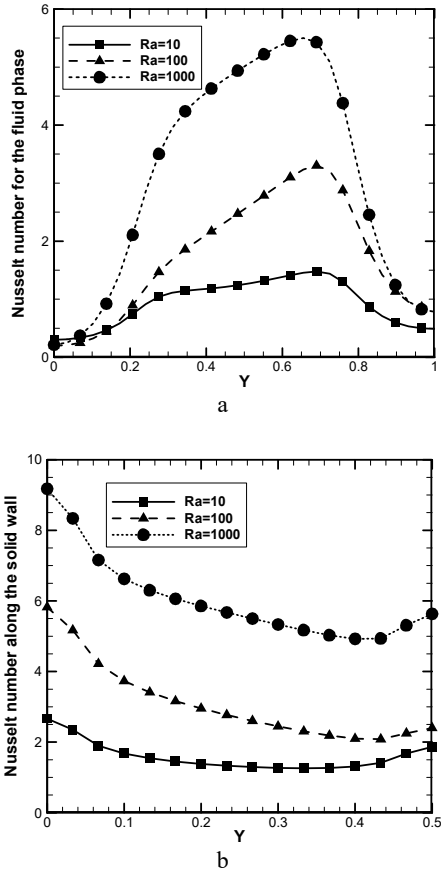 Nusselt number for the fluid phase
6
4
2
0
Ra=10
Ra=100
Ra=1000
0
0.2
0.4
0.6
0.8
1
Y
a
Nusselt number along the solid wall
10
8
6
4
2
0
Ra=10
Ra=100
Ra=1000
0
0.1
0.2
0.3
0.4
0.5
Y
b